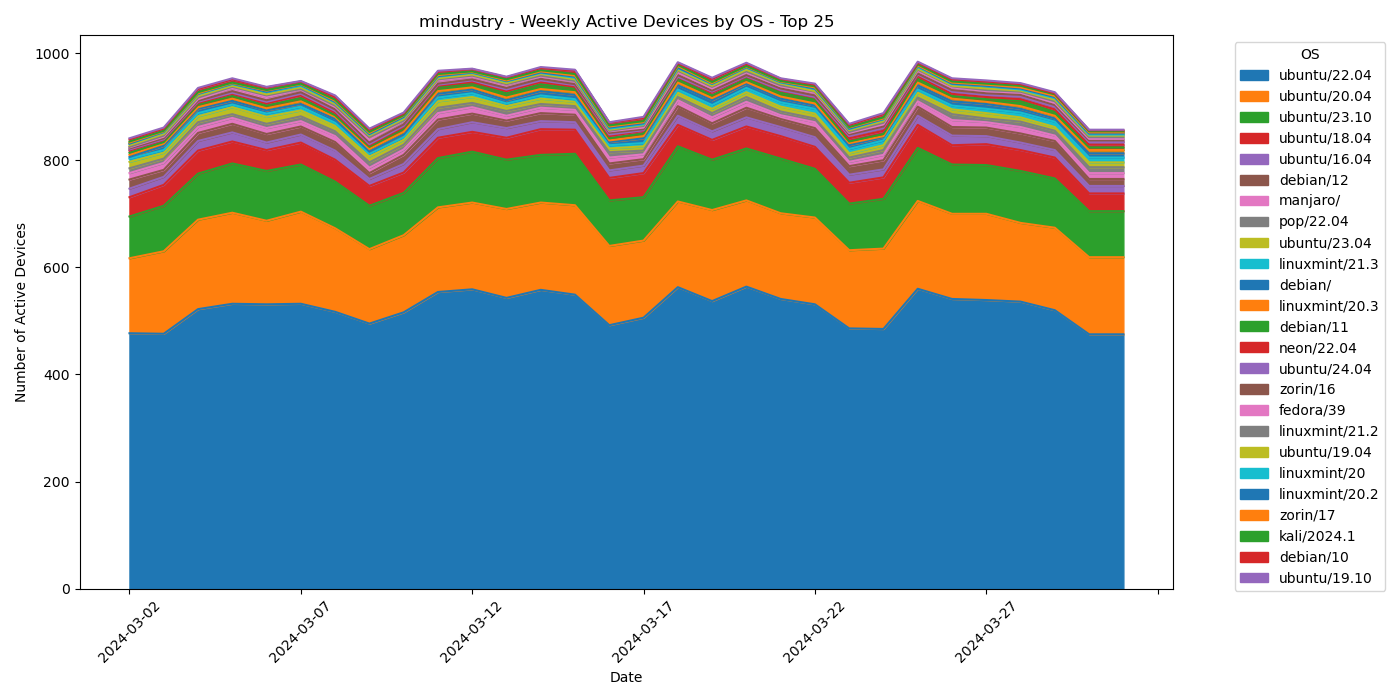 mindustry - Weekly Active Devices by OS - Top 25
Number of Active Devices
1000
800
600
400
200
0
2024-03-02
2024-03-07
2024-03-12
2024-03-17
2024-03-22
2024-03-27
Date
OS
ubuntu/22.04
ubuntu/20.04
ubuntu/23.10
ubuntu/18.04
ubuntu/16.04
debian/12
manjaro/
pop/22.04
ubuntu/23.04
linuxmint/21.3
debian/
linuxmint/20.3
debian/11
neon/22.04
ubuntu/24.04
zorin/16
fedora/39
linuxmint/21.2
ubuntu/19.04
linuxmint/20
linuxmint/20.2
zorin/17
kali/2024.1
debian/10
ubuntu/19.10